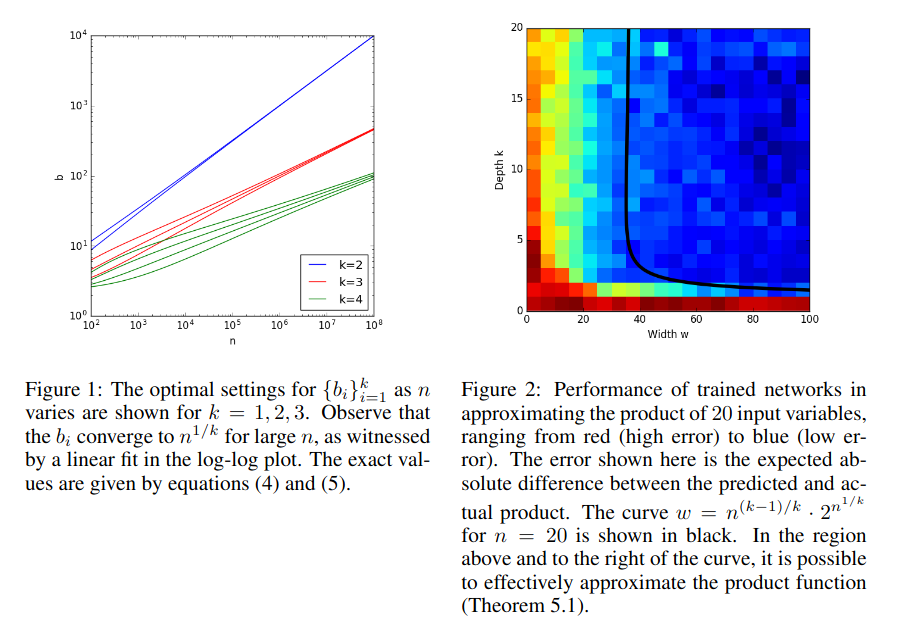 10^4
10^3
10^2
10^1
10^0
b
10^2 10^3 10^4 10^5 10^6 10^7 10^8
n
k=2
k=3
k=4
20
15
10
5
0
Depth k
0 20 40 60 80 100
Width w
Figure 1: The optimal settings for {b_i}_{i=1}^k as n
varies are shown for k = 1, 2, 3. Observe that
the b_i converge to n^{1/k} for large n, as witnessed
by a linear fit in the log-log plot. The exact val-
ues are given by equations (4) and (5).
Figure 2: Performance of trained networks in
approximating the product of 20 input variables,
ranging from red (high error) to blue (low er-
ror). The error shown here is the expected ab-
solute difference between the predicted and ac-
tual product. The curve w = n^{(k−1)/k} · 2^{n^{1/k}}
for n = 20 is shown in black. In the region
above and to the right of the curve, it is possible
to effectively approximate the product function
(Theorem 5.1).